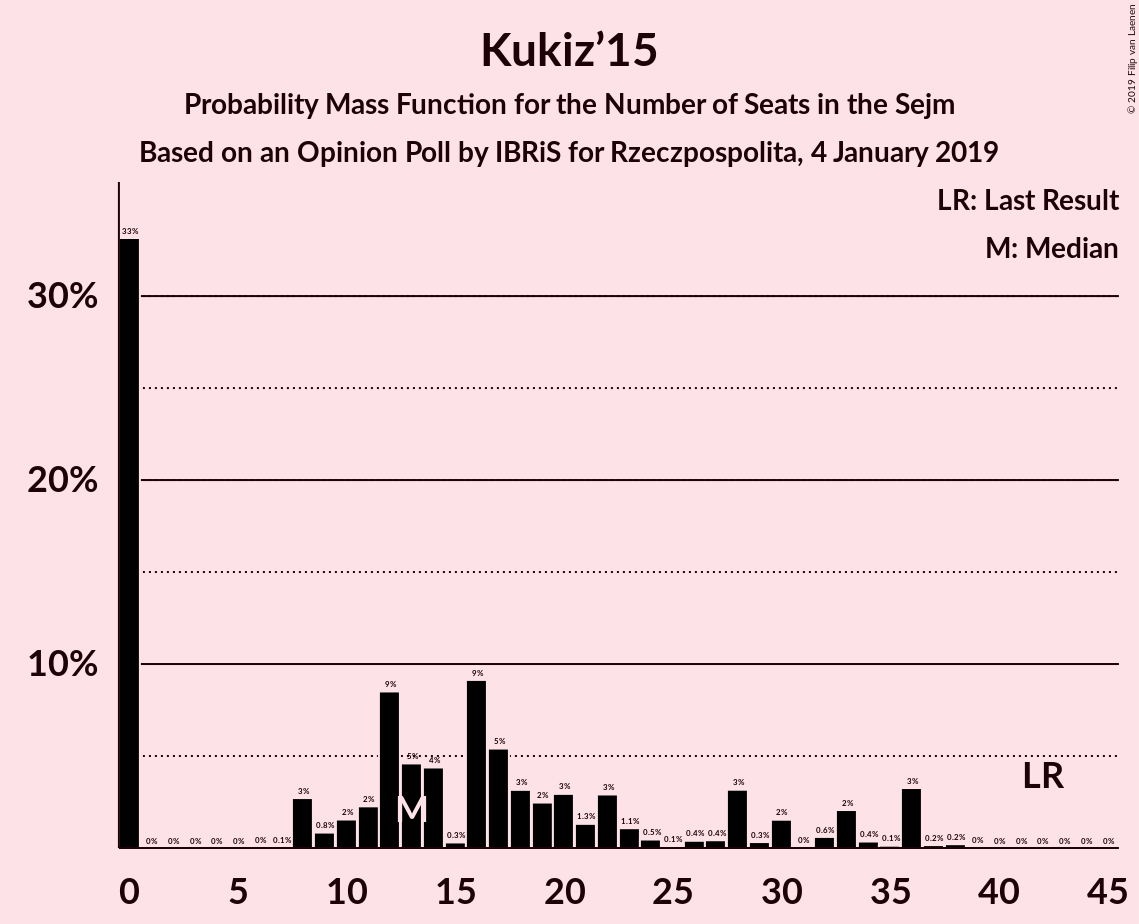 Kukiz’15
Probability Mass Function for the Number of Seats in the Sejm
Based on an Opinion Poll by IBRiS for Rzeczpospolita, 4 January 2019
© 2019 Filip van Laenen
LR: Last Result
M: Median
30%
20%
10%
33% 0% 0% 0% 0% 0% 0% 0.1% 3% 0.8% 2% 2% 9% 5% 4% 0.3% 9% 5% 3% 2% 3% 1.3% 3% 1.1% 0.5% 0.1% 0.4% 0.4% 3% 0.3% 2% 0% 0.6% 2% 0.4% 0.1% 3% 0.2% 0.2% 0% 0% 0% 0% 0% 0% 0%
M
LR
0 5 10 15 20 25 30 35 40 45